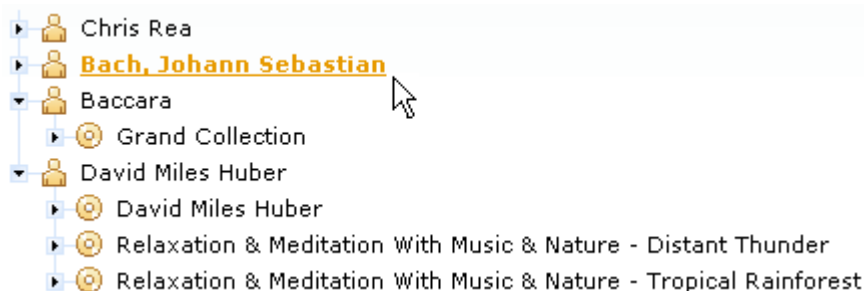 Chris Rea
Bach, Johann Sebastian
Baccara
Grand Collection
David Miles Huber
David Miles Huber
Relaxation & Meditation With Music & Nature - Distant Thunder
Relaxation & Meditation With Music & Nature - Tropical Rainforest